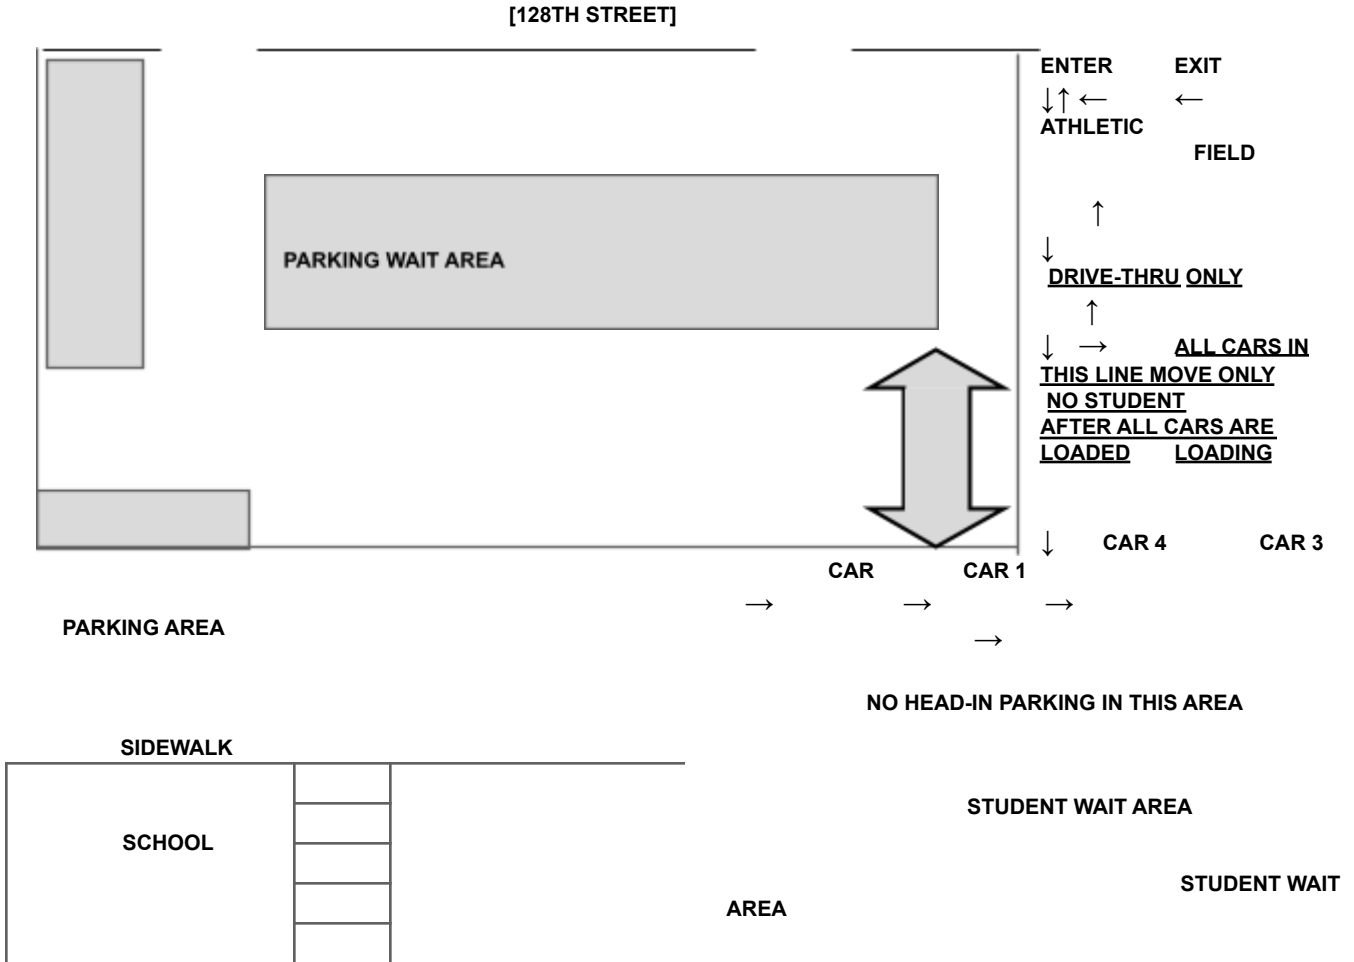 [128TH STREET]
ENTER EXIT
↓↑ ← ←
ATHLETIC
FIELD
↑
PARKING WAIT AREA
↓
DRIVE-THRU ONLY
↑
↓ → ALL CARS IN
THIS LINE MOVE ONLY
NO STUDENT
AFTER ALL CARS ARE
LOADED LOADING
↓ CAR 4 CAR 3
CAR CAR 1
→ → →
PARKING AREA
→
NO HEAD-IN PARKING IN THIS AREA
SIDEWALK
STUDENT WAIT AREA
SCHOOL
STUDENT WAIT
AREA